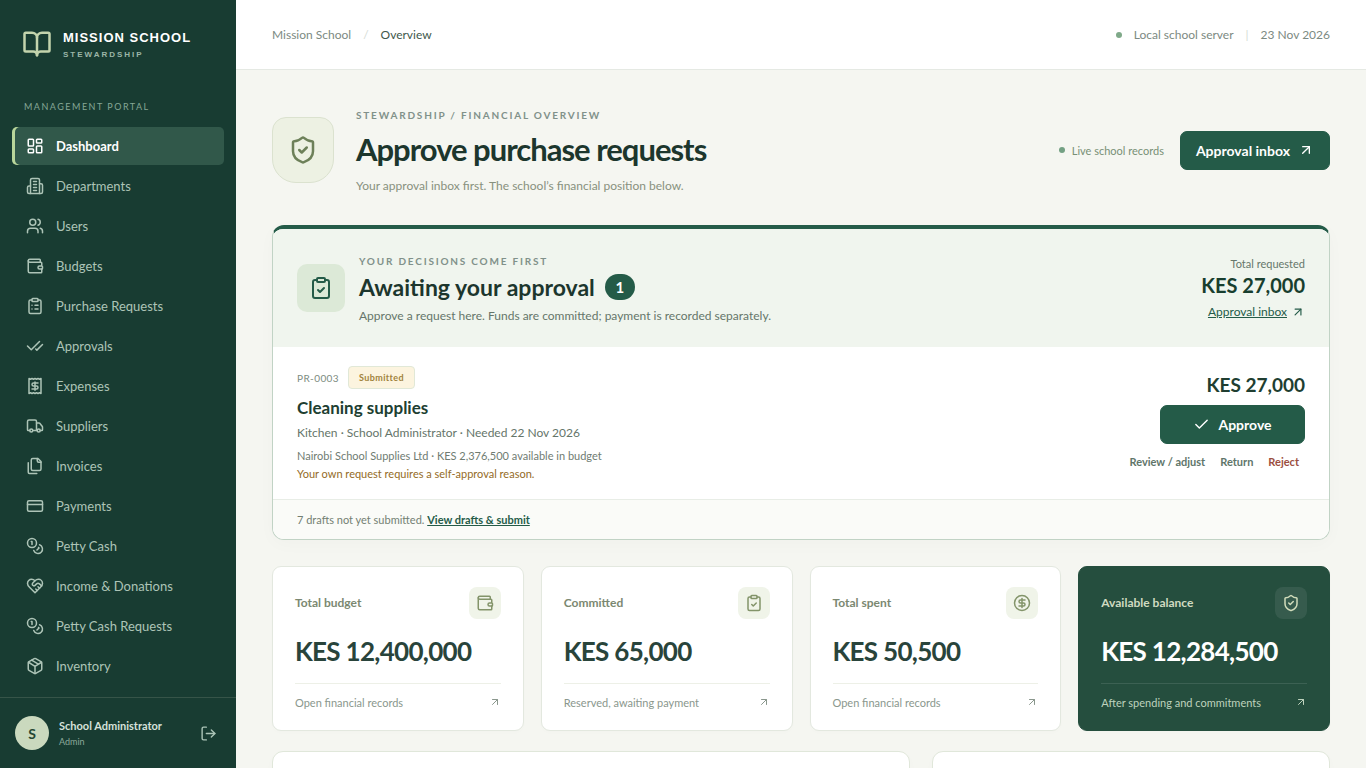 MISSION SCHOOL
STEWARDSHIP
MANAGEMENT PORTAL
Dashboard
Departments
Users
Budgets
Purchase Requests
Approvals
Expenses
Suppliers
Invoices
Payments
Petty Cash
Income & Donations
Petty Cash Requests
Inventory
S
School Administrator
Admin
Mission School / Overview
Local school server | 23 Nov 2026
STEWARDSHIP / FINANCIAL OVERVIEW
Approve purchase requests
Your approval inbox first. The school’s financial position below.
Live school records
Approval inbox
YOUR DECISIONS COME FIRST
Awaiting your approval 1
Approve a request here. Funds are committed; payment is recorded separately.
Total requested
KES 27,000
Approval inbox
PR-0003 Submitted
Cleaning supplies
Kitchen · School Administrator · Needed 22 Nov 2026
Nairobi School Supplies Ltd · KES 2,376,500 available in budget
Your own request requires a self-approval reason.
KES 27,000
Approve
Review / adjust Return Reject
7 drafts not yet submitted. View drafts & submit
Total budget
KES 12,400,000
Open financial records
Committed
KES 65,000
Reserved, awaiting payment
Total spent
KES 50,500
Open financial records
Available balance
KES 12,284,500
After spending and commitments